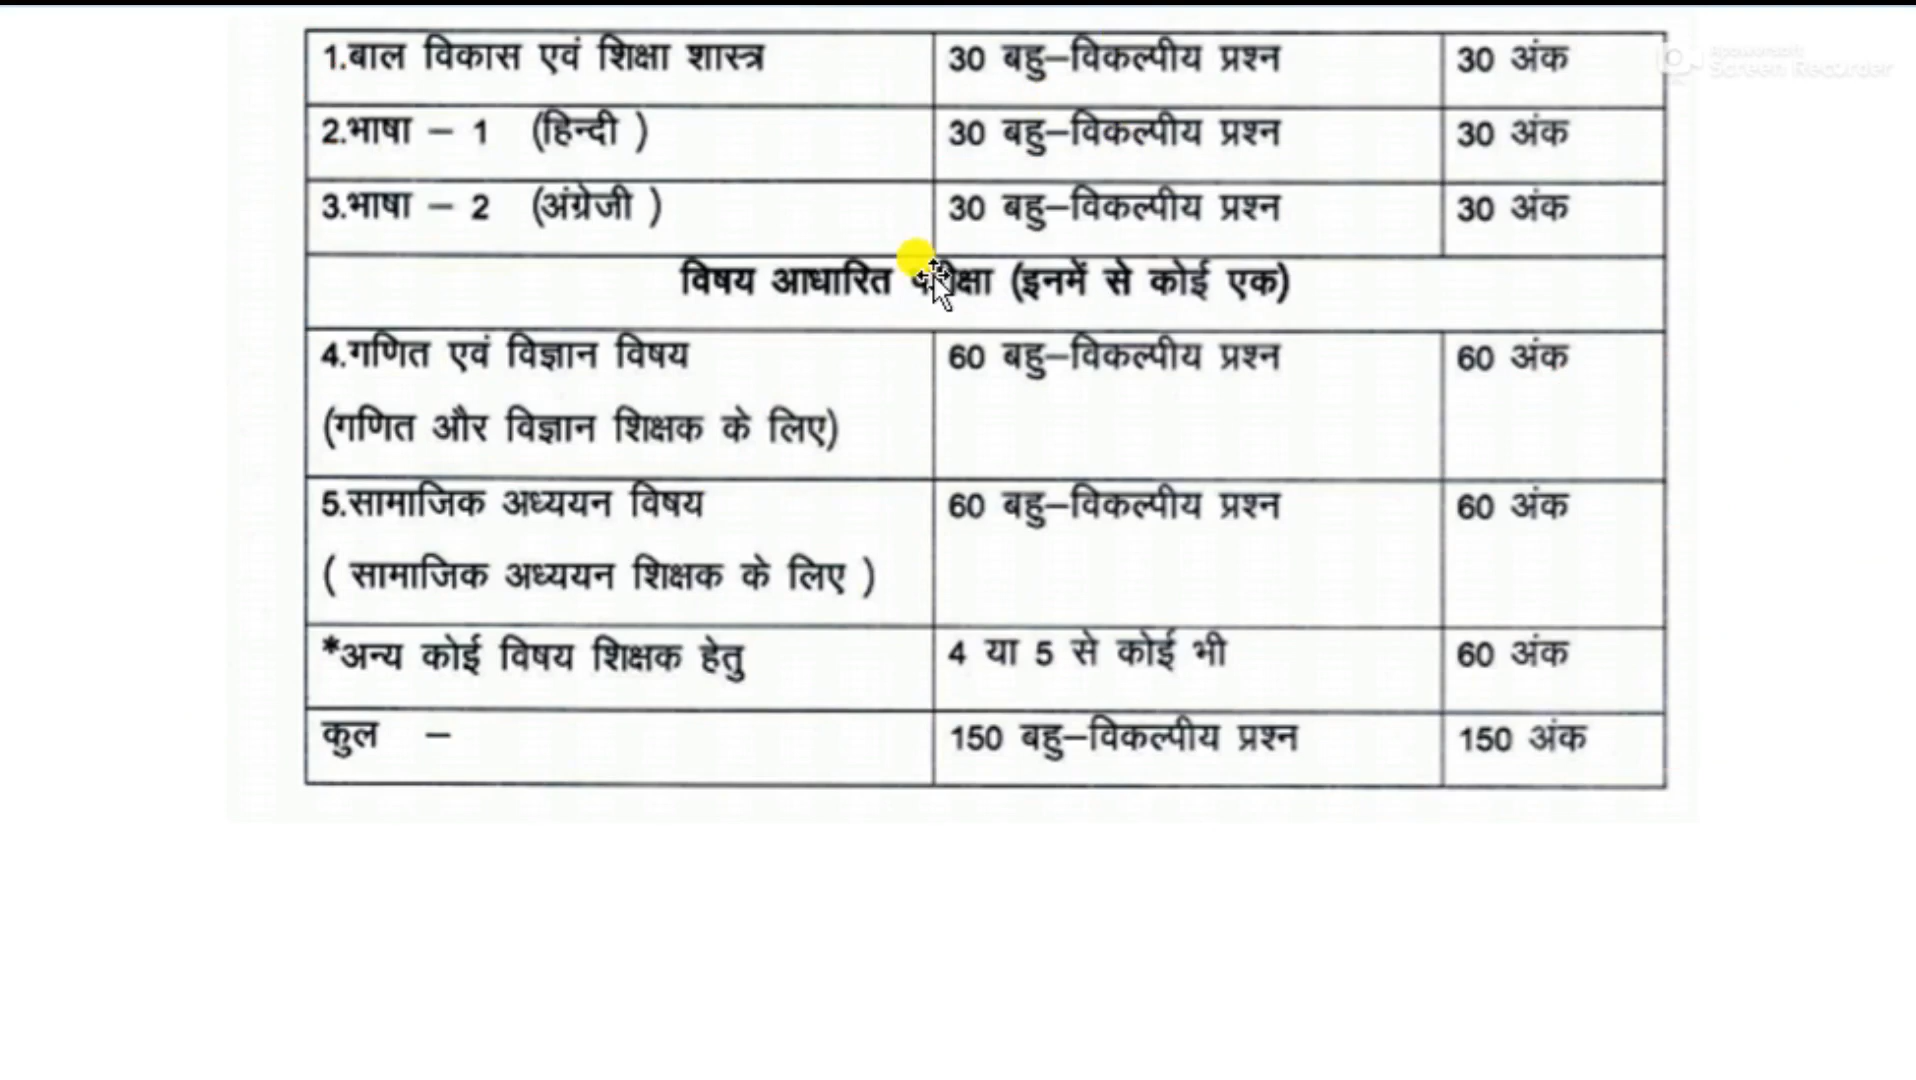 1.बाल विकास एवं शिक्षा शास्त्र 30 बहु–विकल्पीय प्रश्न 30 अंक
2.भाषा – 1 (हिन्दी ) 30 बहु–विकल्पीय प्रश्न 30 अंक
3.भाषा – 2 (अंग्रेजी ) 30 बहु–विकल्पीय प्रश्न 30 अंक
विषय आधारित (इनमें से कोई एक)
4.गणित एवं विज्ञान विषय 60 बहु–विकल्पीय प्रश्न 60 अंक
(गणित और विज्ञान शिक्षक के लिए)
5.सामाजिक अध्ययन विषय 60 बहु–विकल्पीय प्रश्न 60 अंक
( सामाजिक अध्ययन शिक्षक के लिए )
*अन्य कोई विषय शिक्षक हेतु 4 या 5 से कोई भी 60 अंक
कुल – 150 बहु–विकल्पीय प्रश्न 150 अंक
Apowersoft
Screen Recorder